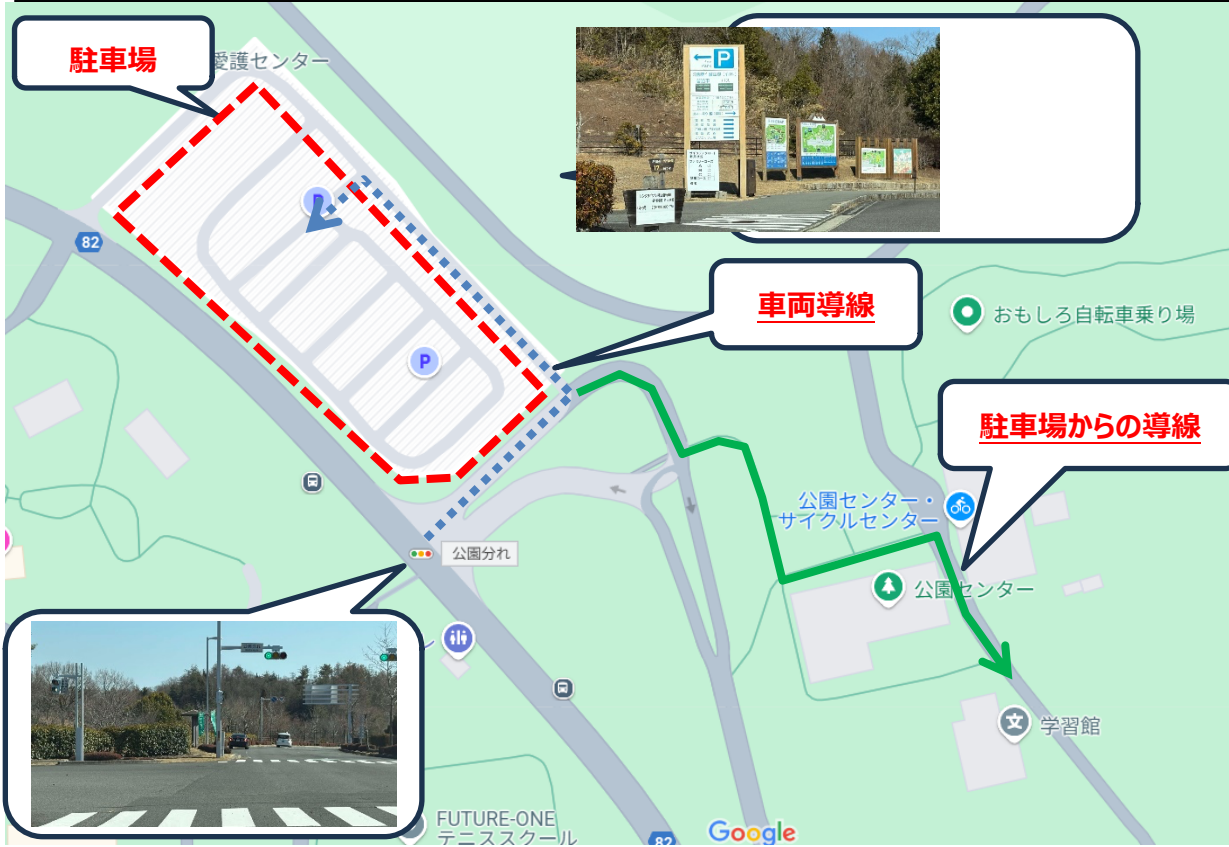 駐車場
愛護センター
P
82
車両導線
おもしろ自転車乗り場
P
P
駐車場からの導線
公園センター・
サイクルセンター
公園分れ
公園センター
文
学習館
FUTURE-ONE
テニススクール
82
Google